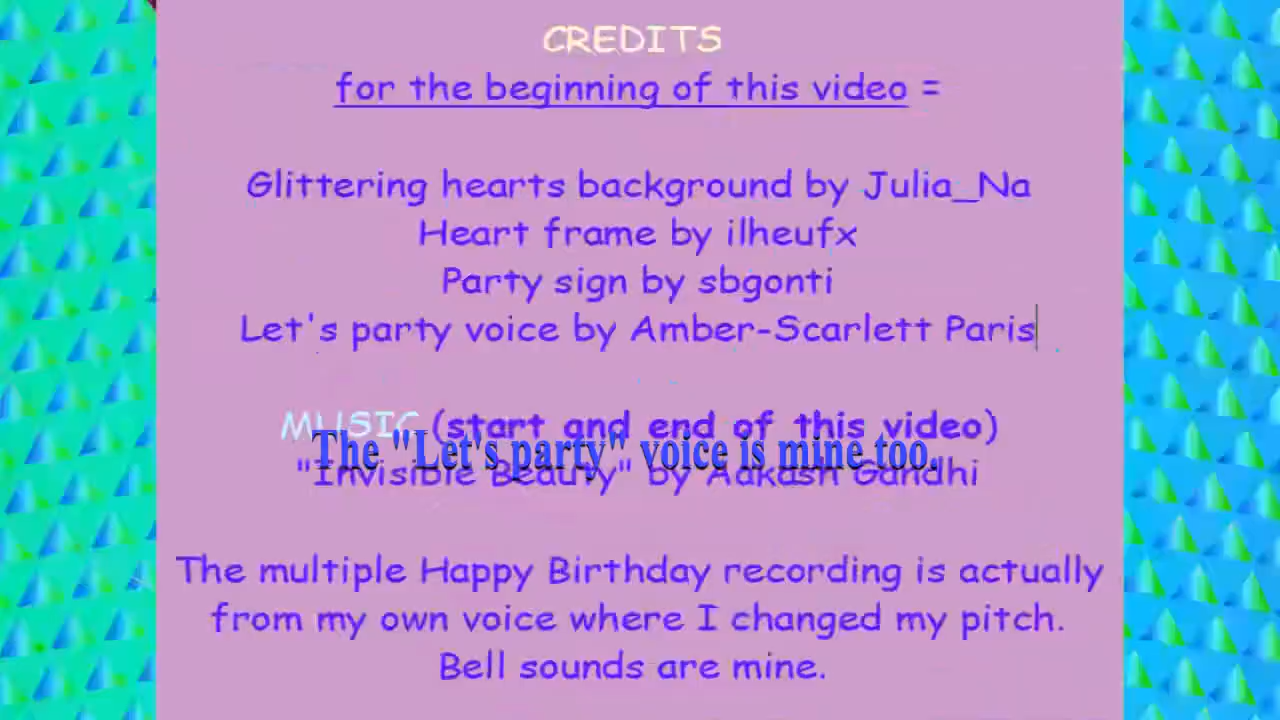 CREDITS
for the beginning of this video =
Glittering hearts background by Julia_Na
Heart frame by ilheufx
Party sign by sbgonti
Let's party voice by Amber-Scarlett Paris
MUSIC (start and end of this video)
The "Let's party" voice is mine too.
"Invisible Beauty" by Aakash Gandhi
The multiple Happy Birthday recording is actually
from my own voice where I changed my pitch.
Bell sounds are mine.